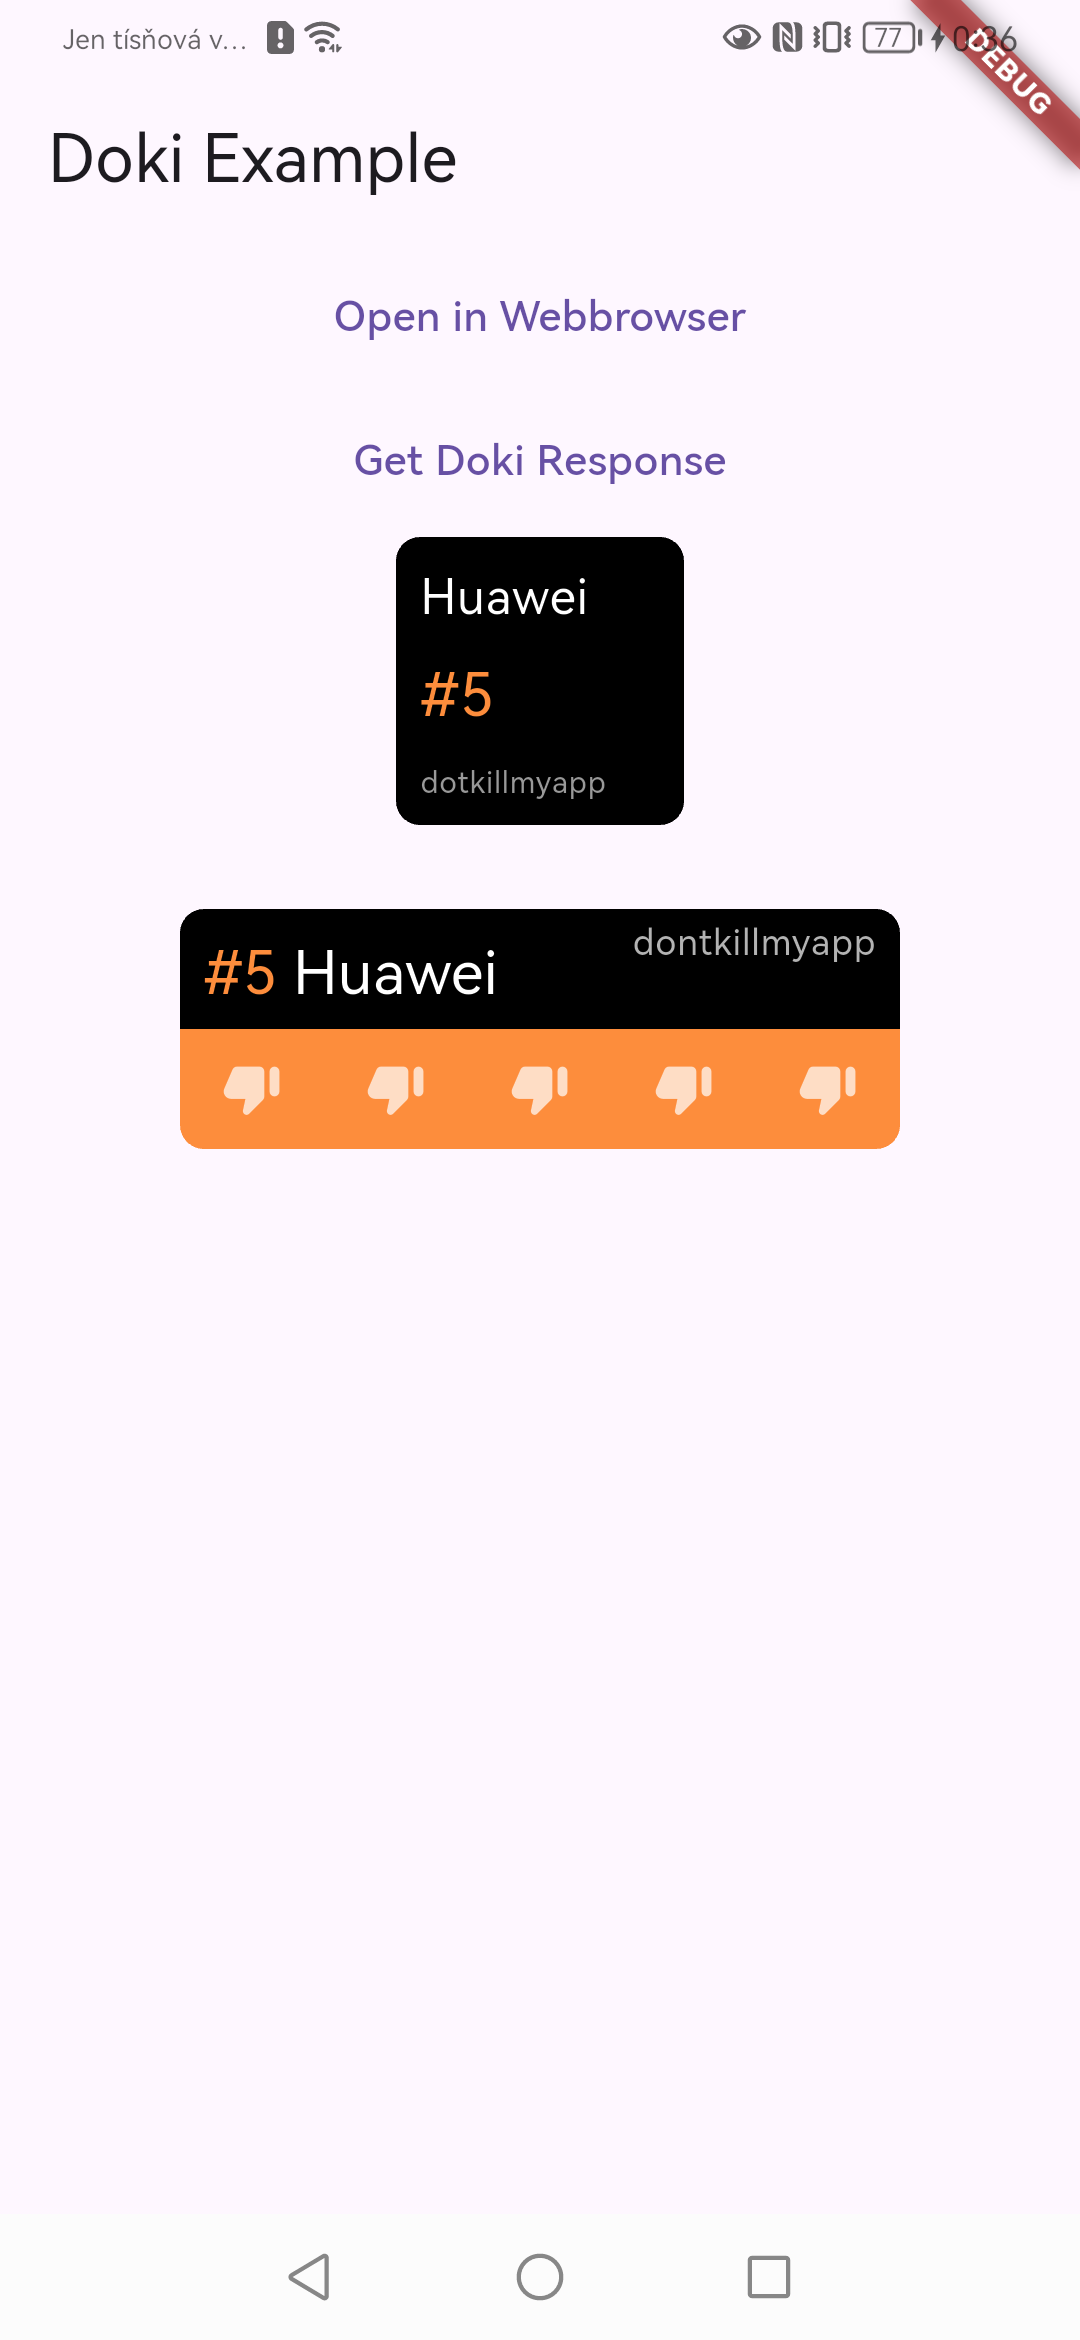 Jen tísňová v... 77 0:36
DEBUG
Doki Example
Open in Webbrowser
Get Doki Response
Huawei
#5
dotkillmyapp
#5 Huawei dontkillmyapp